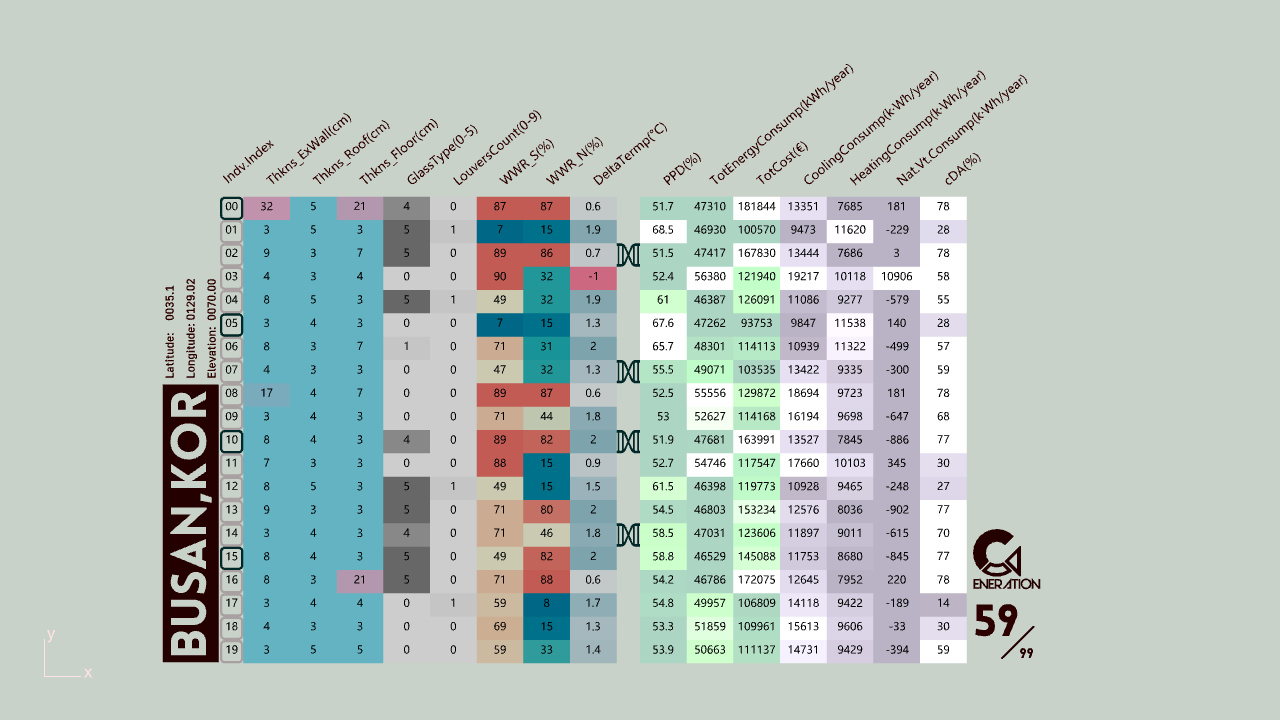 Indv.Index Thkns_ExWall(cm) Thkns_Roof(cm) Thkns_Floor(cm) GlassType(0-5) LouversCount(0-9) WWR_S(%) WWR_N(%) DeltaTermp(°C) PPD(%) TotEnergyConsump(kWh/year) TotCost(€) CoolingConsump(k·Wh/year) HeatingConsump(k·Wh/year) Nat.Vt.Consump(k·Wh/year) cDA(%)
00 32 5 21 4 0 87 87 0.6 51.7 47310 181844 13351 7685 181 78
01 3 5 3 5 1 7 15 1.9 68.5 46930 100570 9473 11620 -229 28
02 9 3 7 5 0 89 86 0.7 51.5 47417 167830 13444 7686 3 78
03 4 3 4 0 0 90 32 -1 52.4 56380 121940 19217 10118 10906 58
04 8 5 3 5 1 49 32 1.9 61 46387 126091 11086 9277 -579 55
05 3 4 3 0 0 7 15 1.3 67.6 47262 93753 9847 11538 140 28
06 8 3 7 1 0 71 31 2 65.7 48301 114113 10939 11322 -499 57
07 4 3 3 0 0 47 32 1.3 55.5 49071 103535 13422 9335 -300 59
08 17 4 7 0 0 89 87 0.6 52.5 55556 129872 18694 9723 181 78
09 3 4 3 0 0 71 44 1.8 53 52627 114168 16194 9698 -647 68
10 8 4 3 4 0 89 82 2 51.9 47681 163991 13527 7845 -886 77
11 7 3 3 0 0 88 15 0.9 52.7 54746 117547 17660 10103 345 30
12 8 5 3 5 1 49 15 1.5 61.5 46398 119773 10928 9465 -248 27
13 9 3 3 5 0 71 80 2 54.5 46803 153234 12576 8036 -902 77
14 3 4 3 4 0 71 46 1.8 58.5 47031 123606 11897 9011 -615 70
15 8 4 3 5 0 49 82 2 58.8 46529 145088 11753 8680 -845 77
16 8 3 21 5 0 71 88 0.6 54.2 46786 172075 12645 7952 220 78
17 3 4 4 0 1 59 8 1.7 54.8 49957 106809 14118 9422 -189 14
18 4 3 3 0 0 69 15 1.3 53.3 51859 109961 15613 9606 -33 30
19 3 5 5 0 0 59 33 1.4 53.9 50663 111137 14731 9429 -394 59
Latitude: 0035.1
Longitude: 0129.02
Elevation: 0070.00
BUSAN,KOR
ENERATION
59/99
y
x